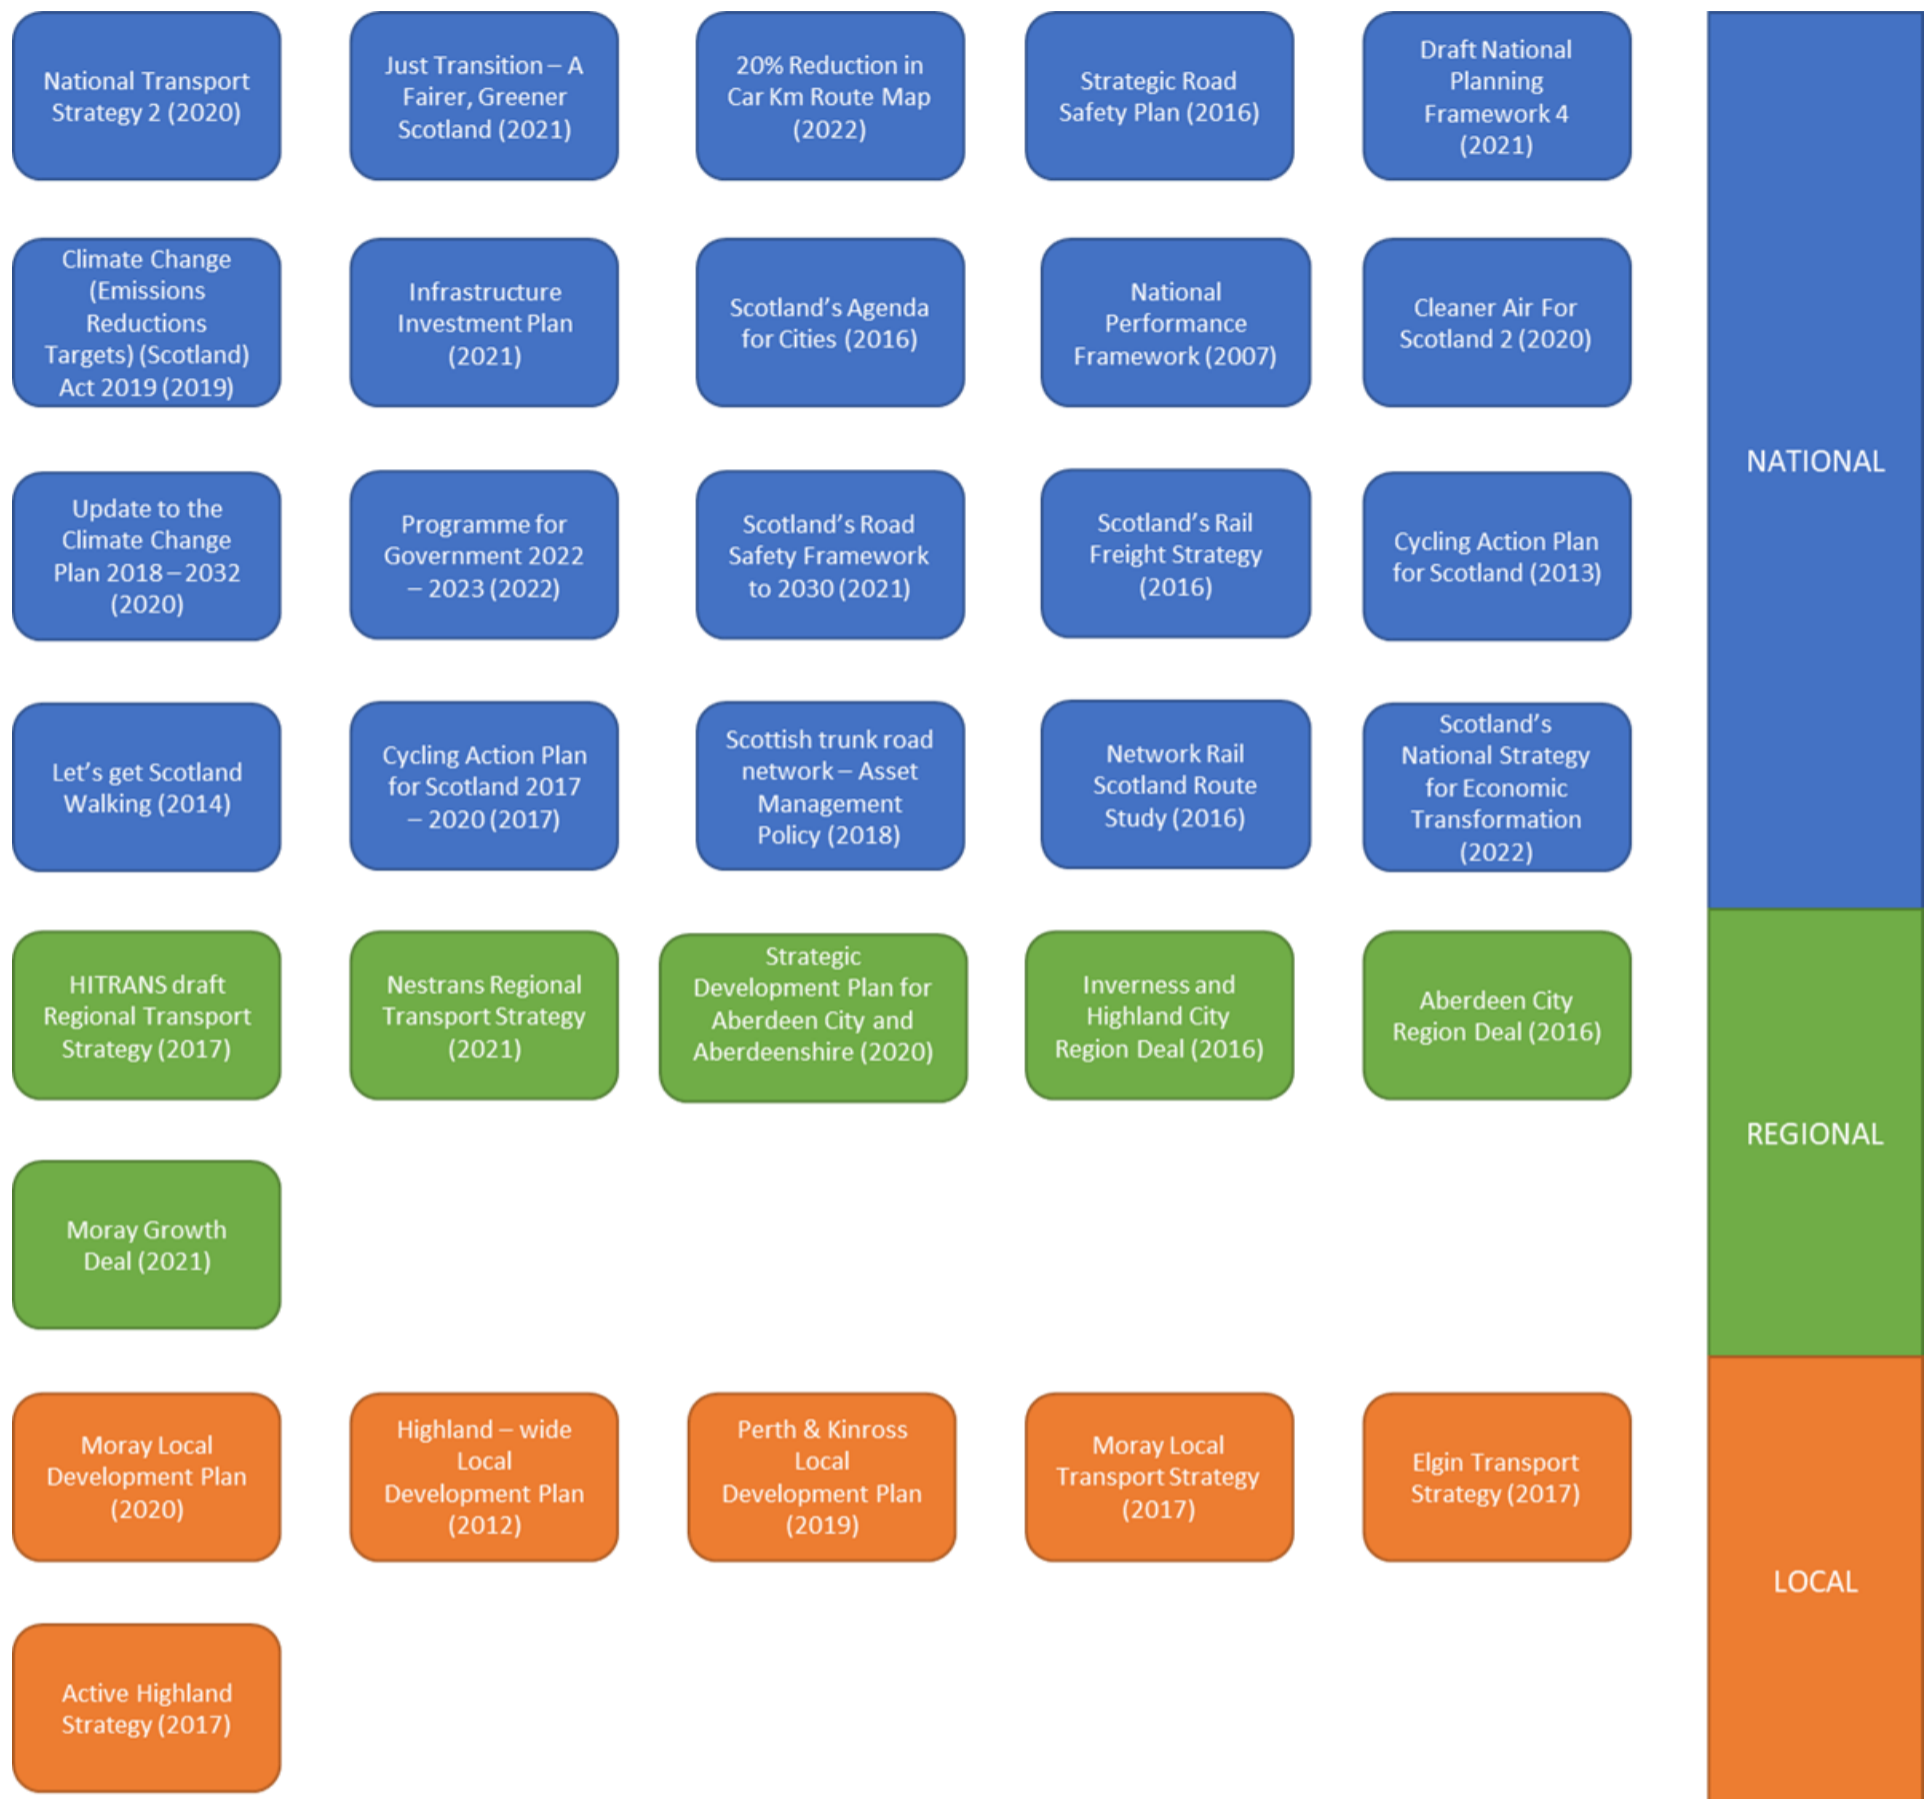 National Transport
Strategy 2 (2020)
Just Transition – A
Fairer, Greener
Scotland (2021)
20% Reduction in
Car Km Route Map
(2022)
Strategic Road
Safety Plan (2016)
Draft National
Planning
Framework 4
(2021)
Climate Change
(Emissions
Reductions
Targets) (Scotland)
Act 2019 (2019)
Infrastructure
Investment Plan
(2021)
Scotland’s Agenda
for Cities (2016)
National
Performance
Framework (2007)
Cleaner Air For
Scotland 2 (2020)
NATIONAL
Update to the
Climate Change
Plan 2018 – 2032
(2020)
Programme for
Government 2022
– 2023 (2022)
Scotland’s Road
Safety Framework
to 2030 (2021)
Scotland’s Rail
Freight Strategy
(2016)
Cycling Action Plan
for Scotland (2013)
Let’s get Scotland
Walking (2014)
Cycling Action Plan
for Scotland 2017
– 2020 (2017)
Scottish trunk road
network – Asset
Management
Policy (2018)
Network Rail
Scotland Route
Study (2016)
Scotland’s
National Strategy
for Economic
Transformation
(2022)
HITRANS draft
Regional Transport
Strategy (2017)
Nestrans Regional
Transport Strategy
(2021)
Strategic
Development Plan for
Aberdeen City and
Aberdeenshire (2020)
Inverness and
Highland City
Region Deal (2016)
Aberdeen City
Region Deal (2016)
REGIONAL
Moray Growth
Deal (2021)
Moray Local
Development Plan
(2020)
Highland – wide
Local
Development Plan
(2012)
Perth & Kinross
Local
Development Plan
(2019)
Moray Local
Transport Strategy
(2017)
Elgin Transport
Strategy (2017)
LOCAL
Active Highland
Strategy (2017)